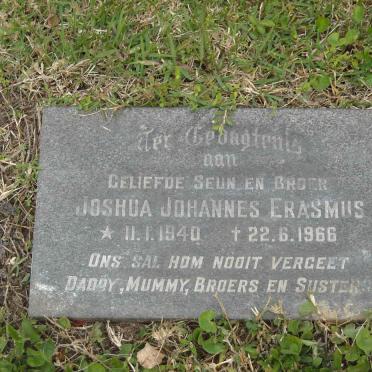 Ter Gedagtenis
aan
GELIEFDE SEUN EN BROER
JOSHUA JOHANNES ERASMUS
* 11.1.1940 † 22.6.1966
ONS SAL HOM NOOIT VERGEET
DADDY, MUMMY, BROERS EN SUSTERS